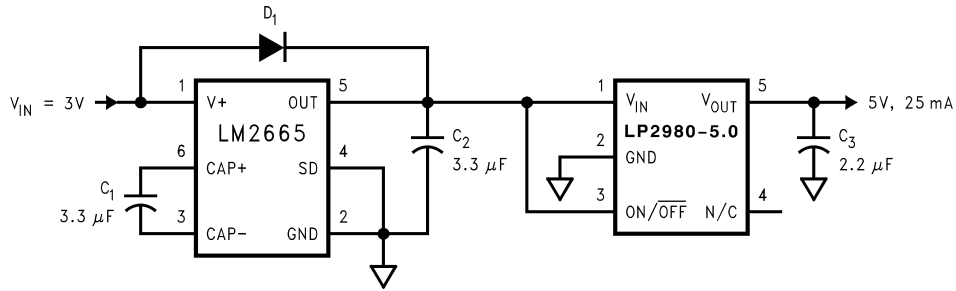 D1
VIN = 3V
1
V+
OUT
5
LM2665
6
CAP+
SD
4
C1
3.3 µF
3
CAP−
GND
2
C2
3.3 µF
1
VIN
VOUT
5
5V, 25 mA
LP2980-5.0
2
GND
3
ON/OFF
N/C
4
C3
2.2 µF